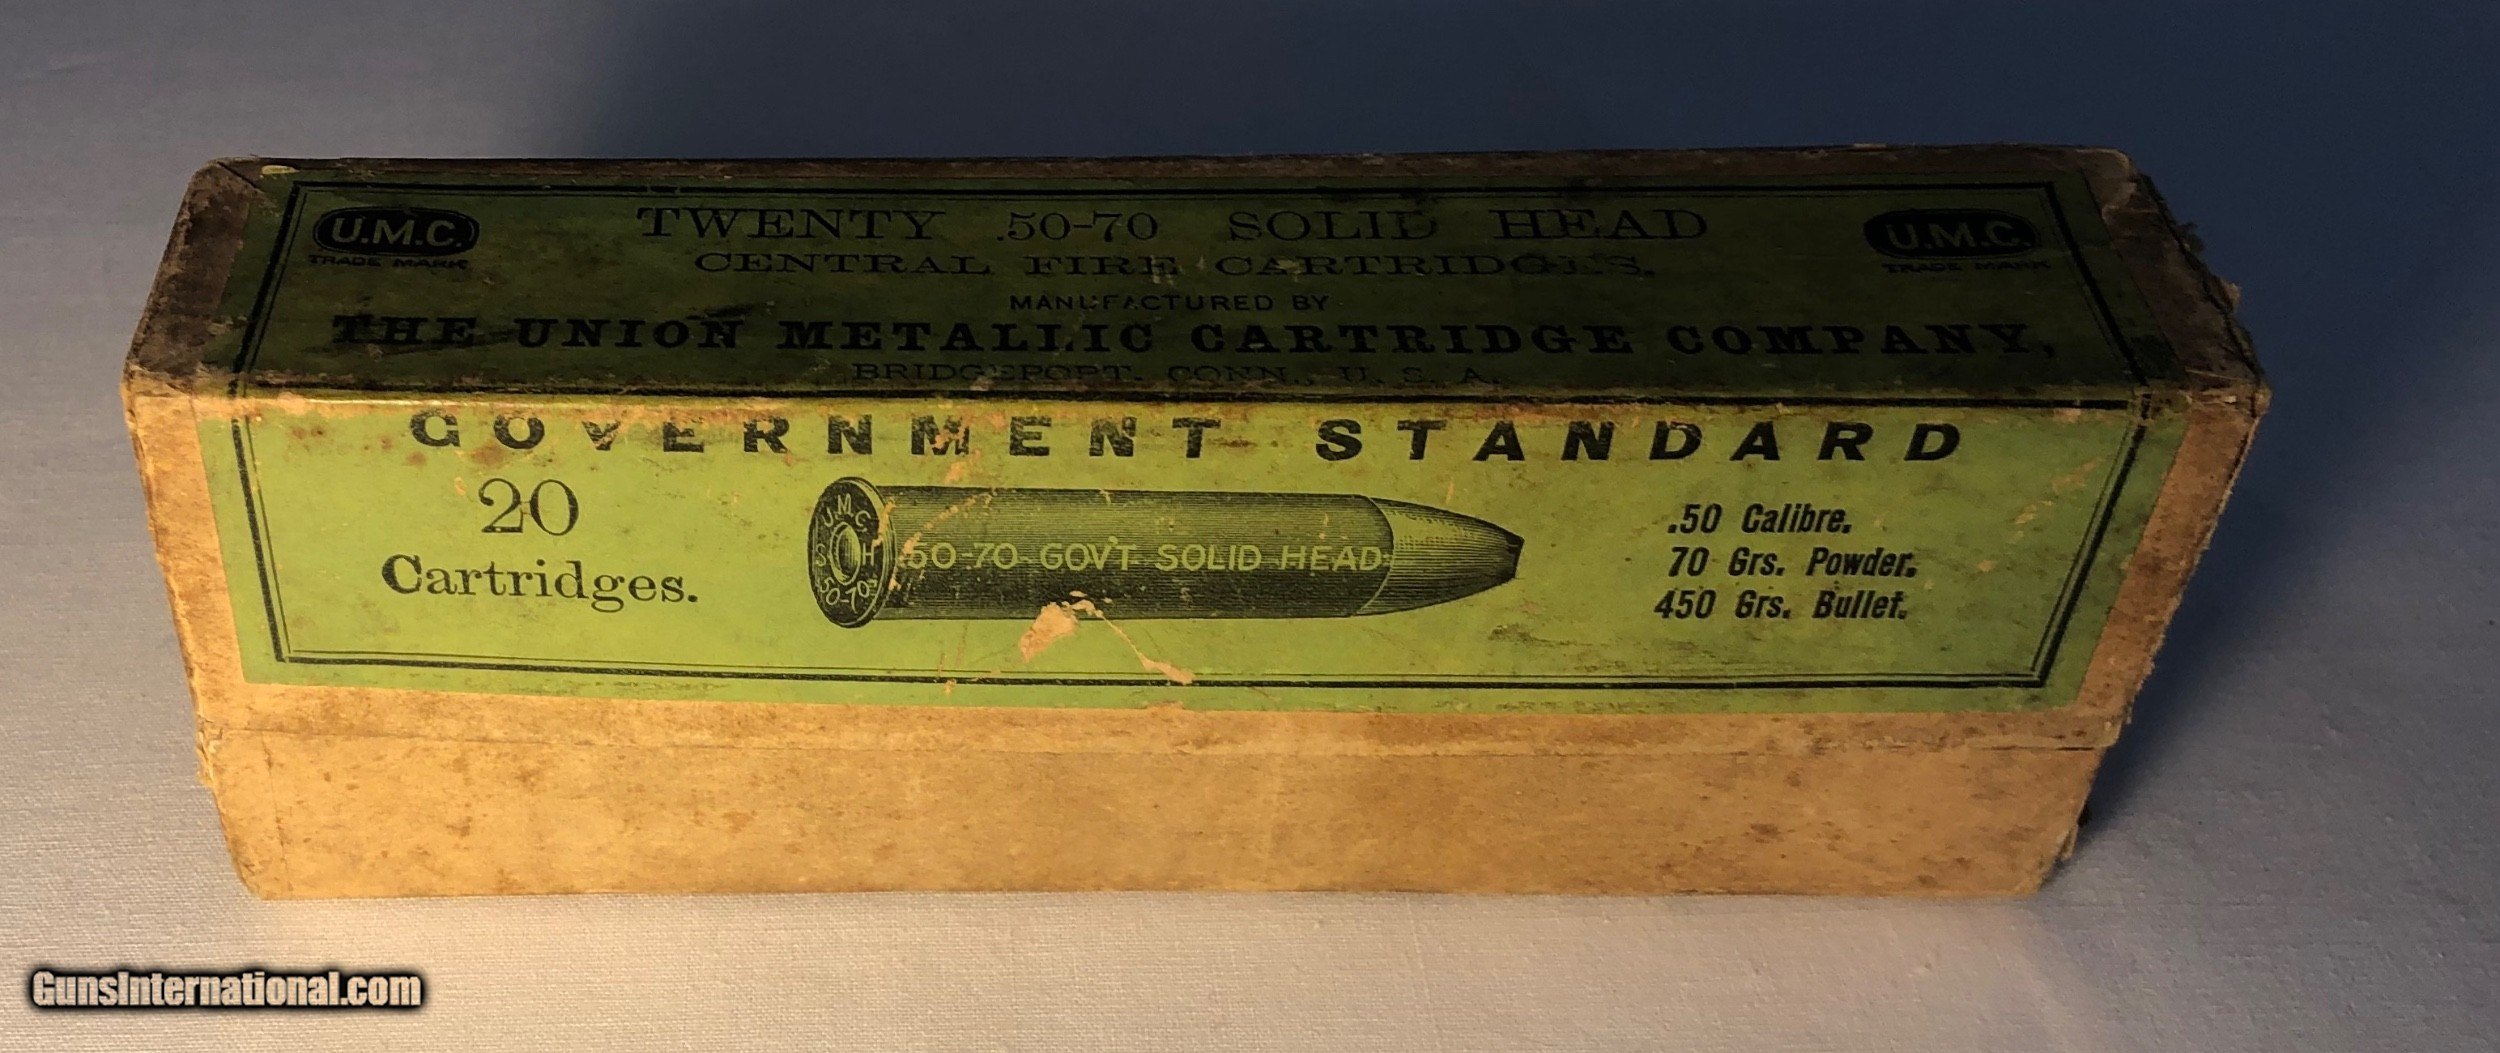 U.M.C.
TRADE MARK
TWENTY .50-70 SOLID HEAD
CENTRAL FIRE CARTRIDGES.
U.M.C.
TRADE MARK
MANUFACTURED BY
THE UNION METALLIC CARTRIDGE COMPANY,
BRIDGEPORT, CONN., U. S. A.
GOVERNMENT STANDARD
20
Cartridges.
U.M.C.
S H
50-70
50-70 GOV'T SOLID HEAD
.50 Calibre.
70 Grs. Powder.
450 Grs. Bullet.
GunsInternational.com